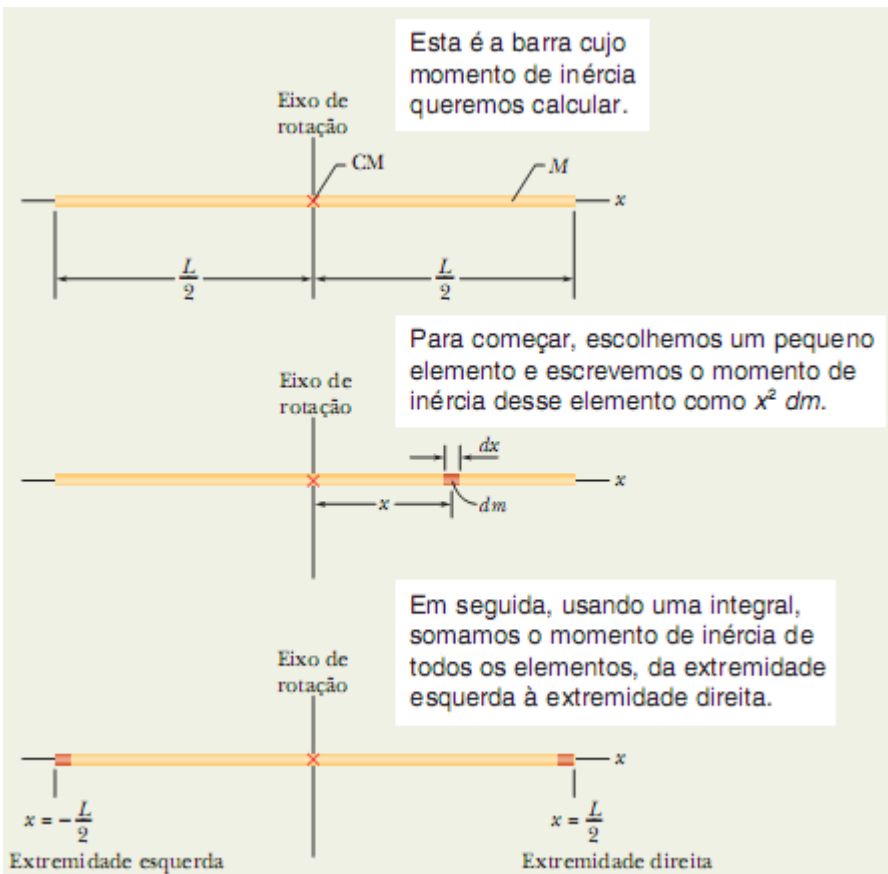 Esta é a barra cujo
momento de inércia
queremos calcular.
Eixo de
rotação
CM
M
x
L
2
L
2
Para começar, escolhemos um pequeno
elemento e escrevemos o momento de
inércia desse elemento como x² dm.
Eixo de
rotação
dx
x
x
dm
Em seguida, usando uma integral,
somamos o momento de inércia de
todos os elementos, da extremidade
esquerda à extremidade direita.
Eixo de
rotação
x
x = -L/2
Extremidade esquerda
x = L/2
Extremidade direita